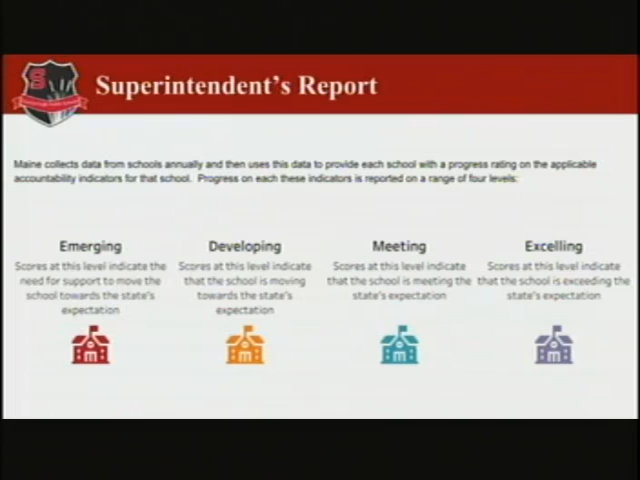 S
Superintendent's Report
Maine collects data from schools annually and then uses this data to provide each school with a progress rating on the applicable
accountability indicators for that school. Progress on each these indicators is reported on a range of four levels:
Emerging
Scores at this level indicate the
need for support to move the
school towards the state's
expectation
Developing
Scores at this level indicate
that the school is moving
towards the state's
expectation
Meeting
Scores at this level indicate
that the school is meeting the
state's expectation
Excelling
Scores at this level indicate
that the school is exceeding the
state's expectation